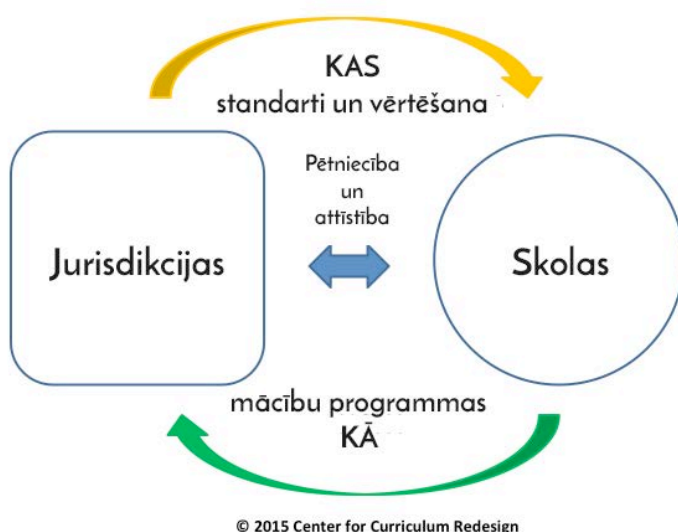 KAS
standarti un vērtēšana
Pētniecība
un
attīstība
Jurisdikcijas
Skolas
mācību programmas
KĀ
© 2015 Center for Curriculum Redesign